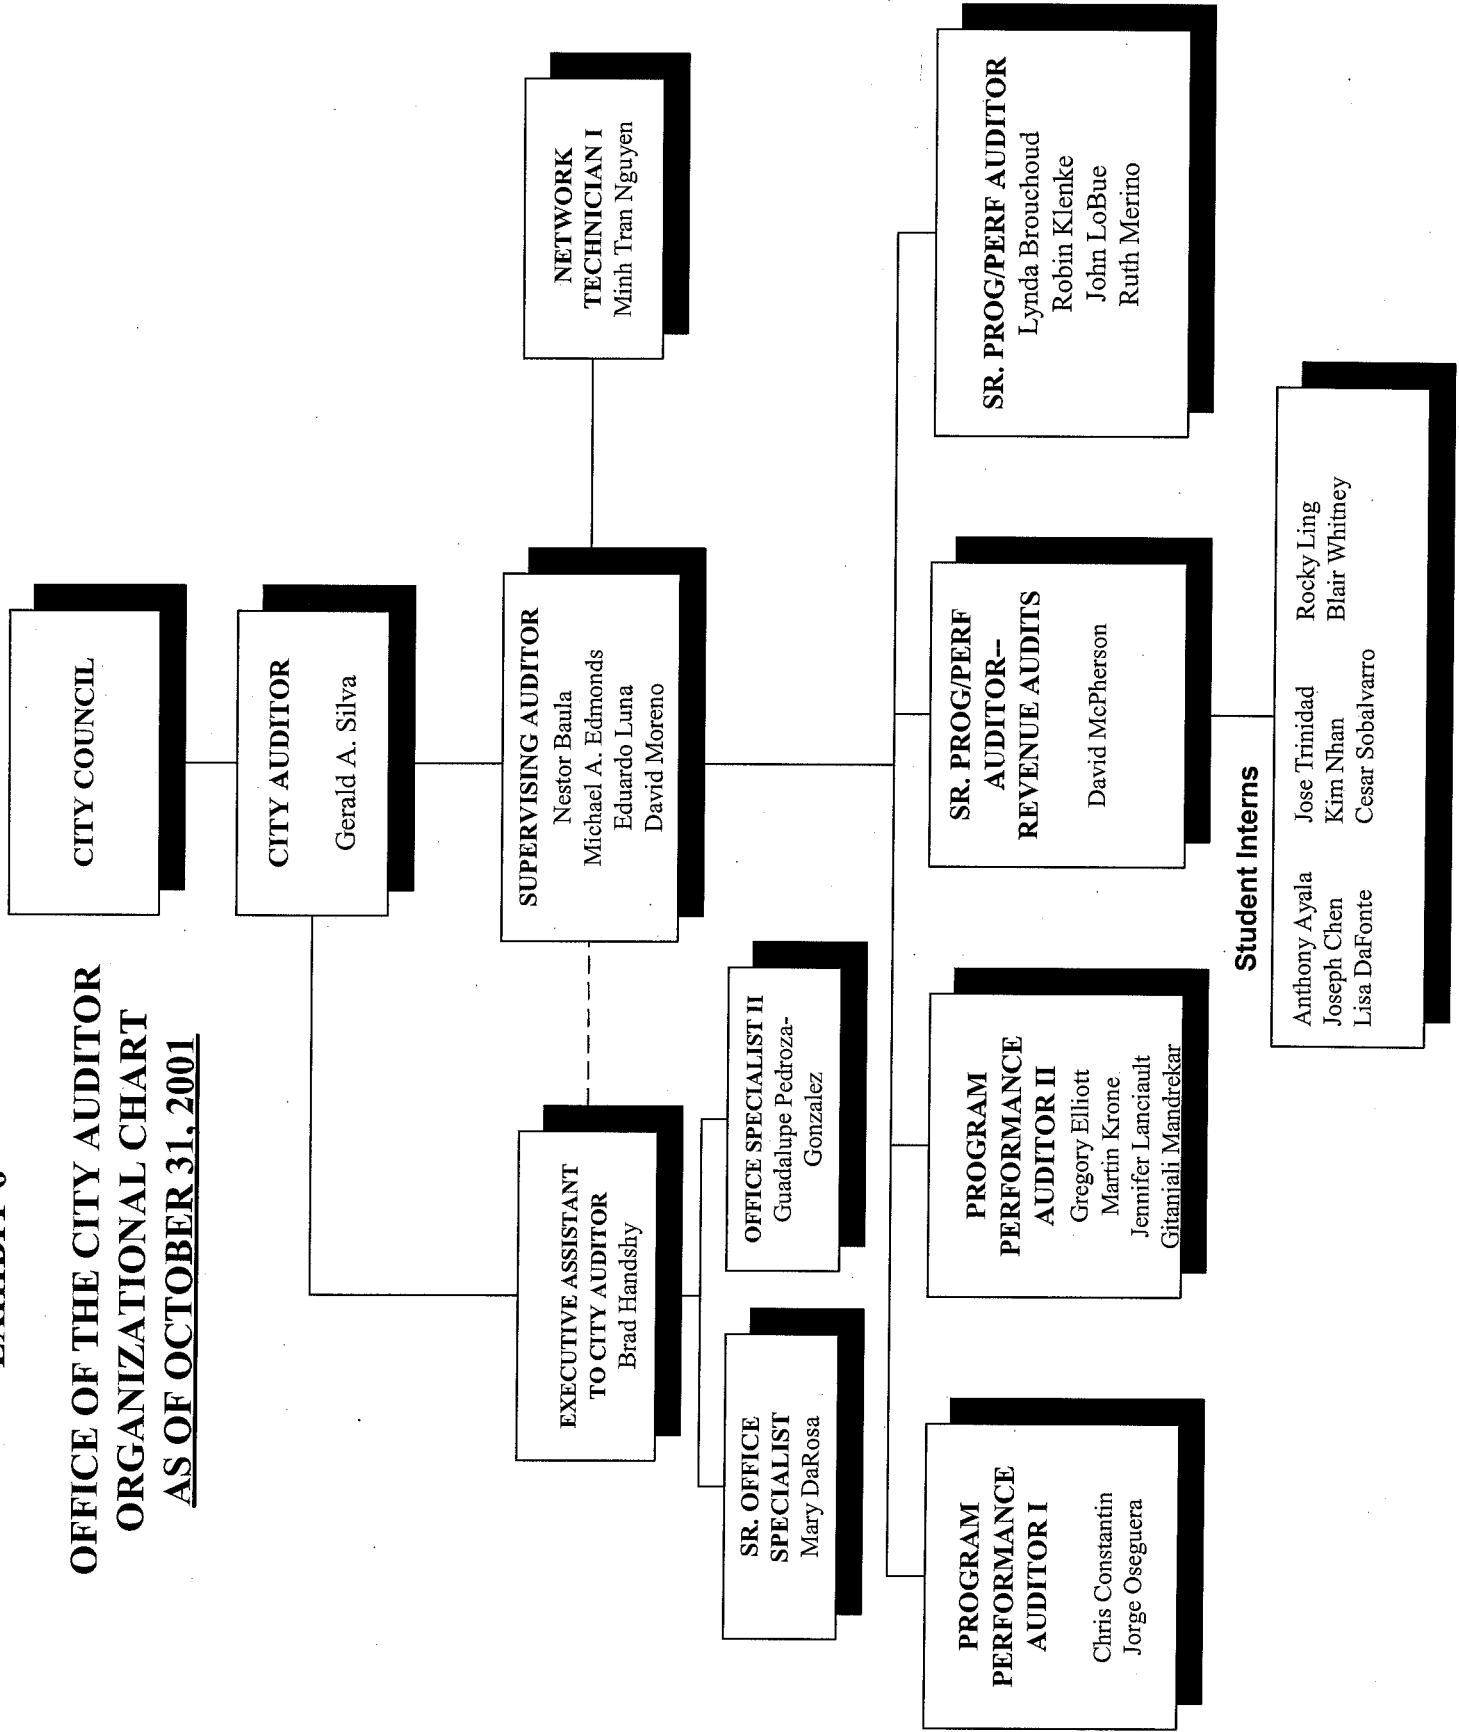 OFFICE OF THE CITY AUDITOR
ORGANIZATIONAL CHART
AS OF OCTOBER 31, 2001
CITY COUNCIL
CITY AUDITOR
Gerald A. Silva
EXECUTIVE ASSISTANT
TO CITY AUDITOR
Brad Handshy
SUPERVISING AUDITOR
Nestor Baula
Michael A. Edmonds
Eduardo Luna
David Moreno
NETWORK
TECHNICIAN I
Minh Tran Nguyen
SR. OFFICE
SPECIALIST
Mary DaRosa
OFFICE SPECIALIST II
Guadalupe Pedroza-
Gonzalez
PROGRAM
PERFORMANCE
AUDITOR I
Chris Constantin
Jorge Oseguera
PROGRAM
PERFORMANCE
AUDITOR II
Gregory Elliott
Martin Krone
Jennifer Lanciault
Gitanjali Mandrekar
SR. PROG/PERF
AUDITOR--
REVENUE AUDITS
David McPherson
SR. PROG/PERF AUDITOR
Lynda Brouchoud
Robin Klenke
John LoBue
Ruth Merino
Student Interns
Anthony Ayala Jose Trinidad Rocky Ling
Joseph Chen Kim Nhan Blair Whitney
Lisa DaFonte Cesar Sobalvarro